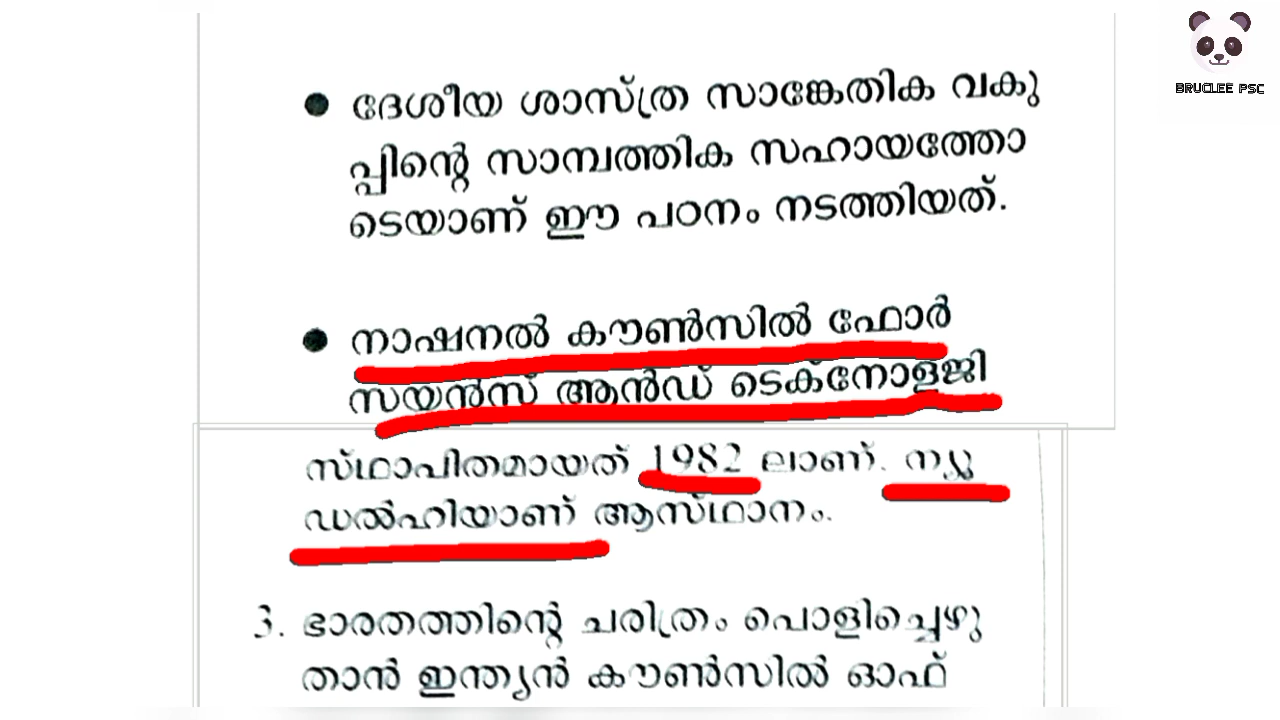 BRUCLEE PSC
ദേശീയ ശാസ്ത്ര സാങ്കേതിക വകു
പ്പിന്റെ സാമ്പത്തിക സഹായത്തോ
ടെയാണ് ഈ പഠനം നടത്തിയത്.
നാഷനൽ കൗൺസിൽ ഫോർ
സയൻസ് ആൻഡ് ടെക്നോളജി
സ്ഥാപിതമായത് 1982 ലാണ്. ന്യൂ
ഡൽഹിയാണ് ആസ്ഥാനം.
3. ഭാരതത്തിന്റെ ചരിത്രം പൊളിച്ചെഴു
താൻ ഇന്ത്യൻ കൗൺസിൽ ഓഫ്